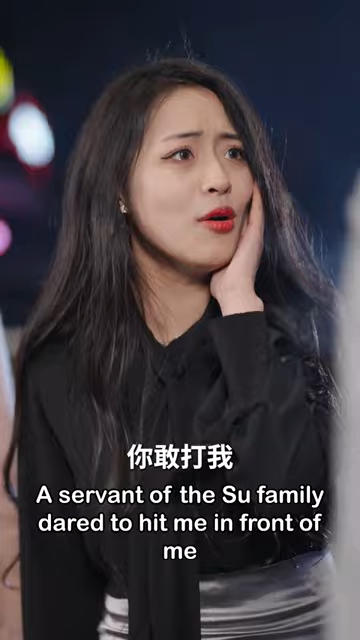 你敢打我
A servant of the Su family
dared to hit me in front of
me